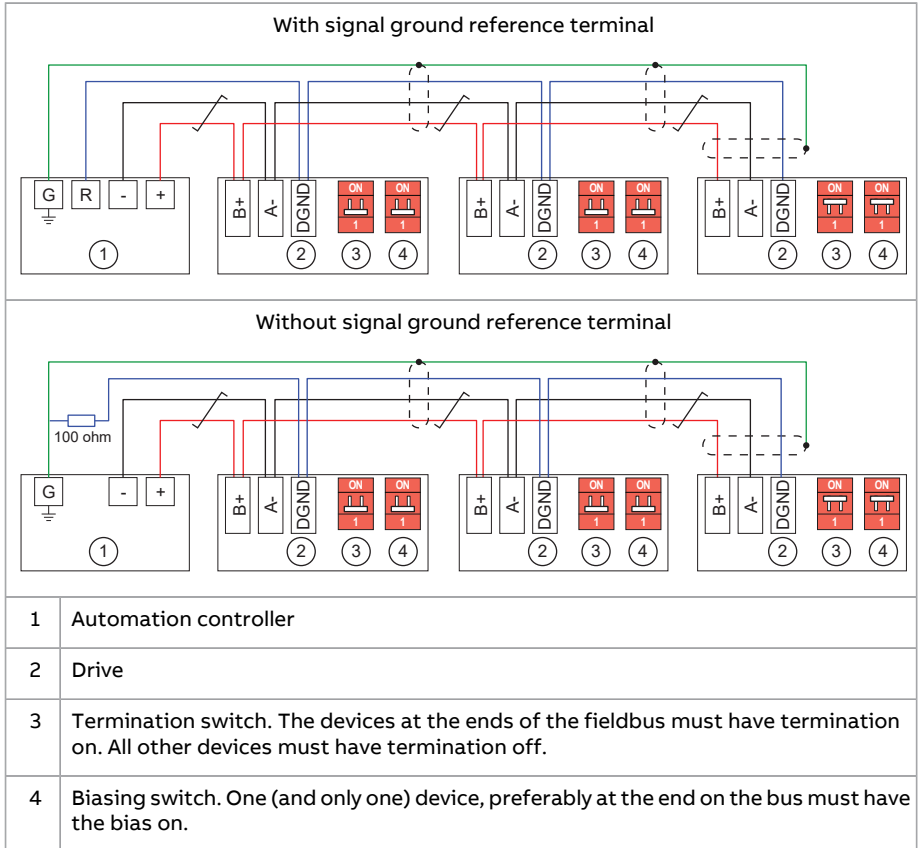 With signal ground reference terminal
G R - + B+ A- DGND ON ON B+ A- DGND ON ON B+ A- DGND ON ON
1 1 1 1 1 1
1 2 3 4 2 3 4 2 3 4
Without signal ground reference terminal
100 ohm
G - + B+ A- DGND ON ON B+ A- DGND ON ON B+ A- DGND ON ON
1 1 1 1 1 1
1 2 3 4 2 3 4 2 3 4
1 Automation controller
2 Drive
3 Termination switch. The devices at the ends of the fieldbus must have termination
on. All other devices must have termination off.
4 Biasing switch. One (and only one) device, preferably at the end on the bus must have
the bias on.